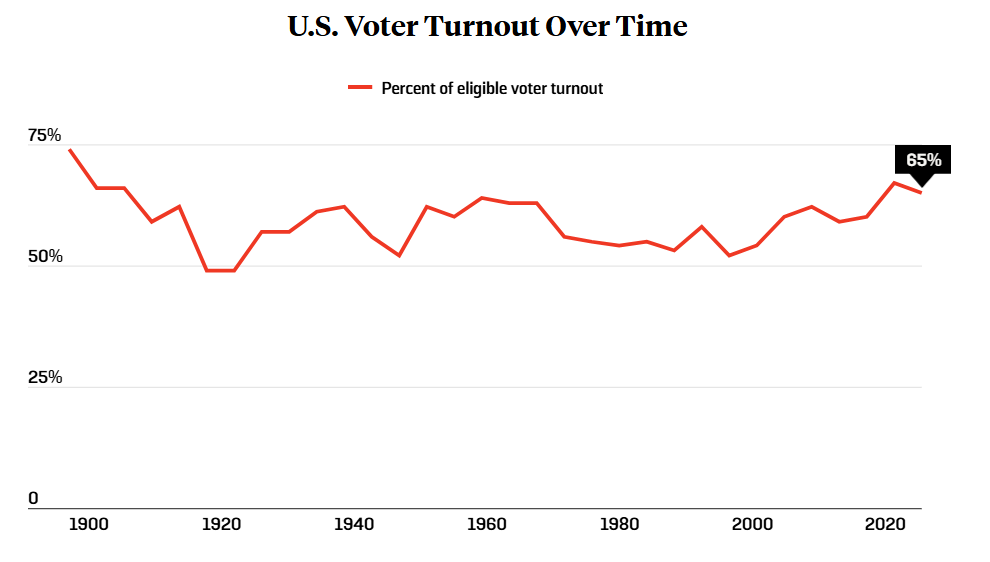 U.S. Voter Turnout Over Time
Percent of eligible voter turnout
75%
65%
50%
25%
0
1900 1920 1940 1960 1980 2000 2020